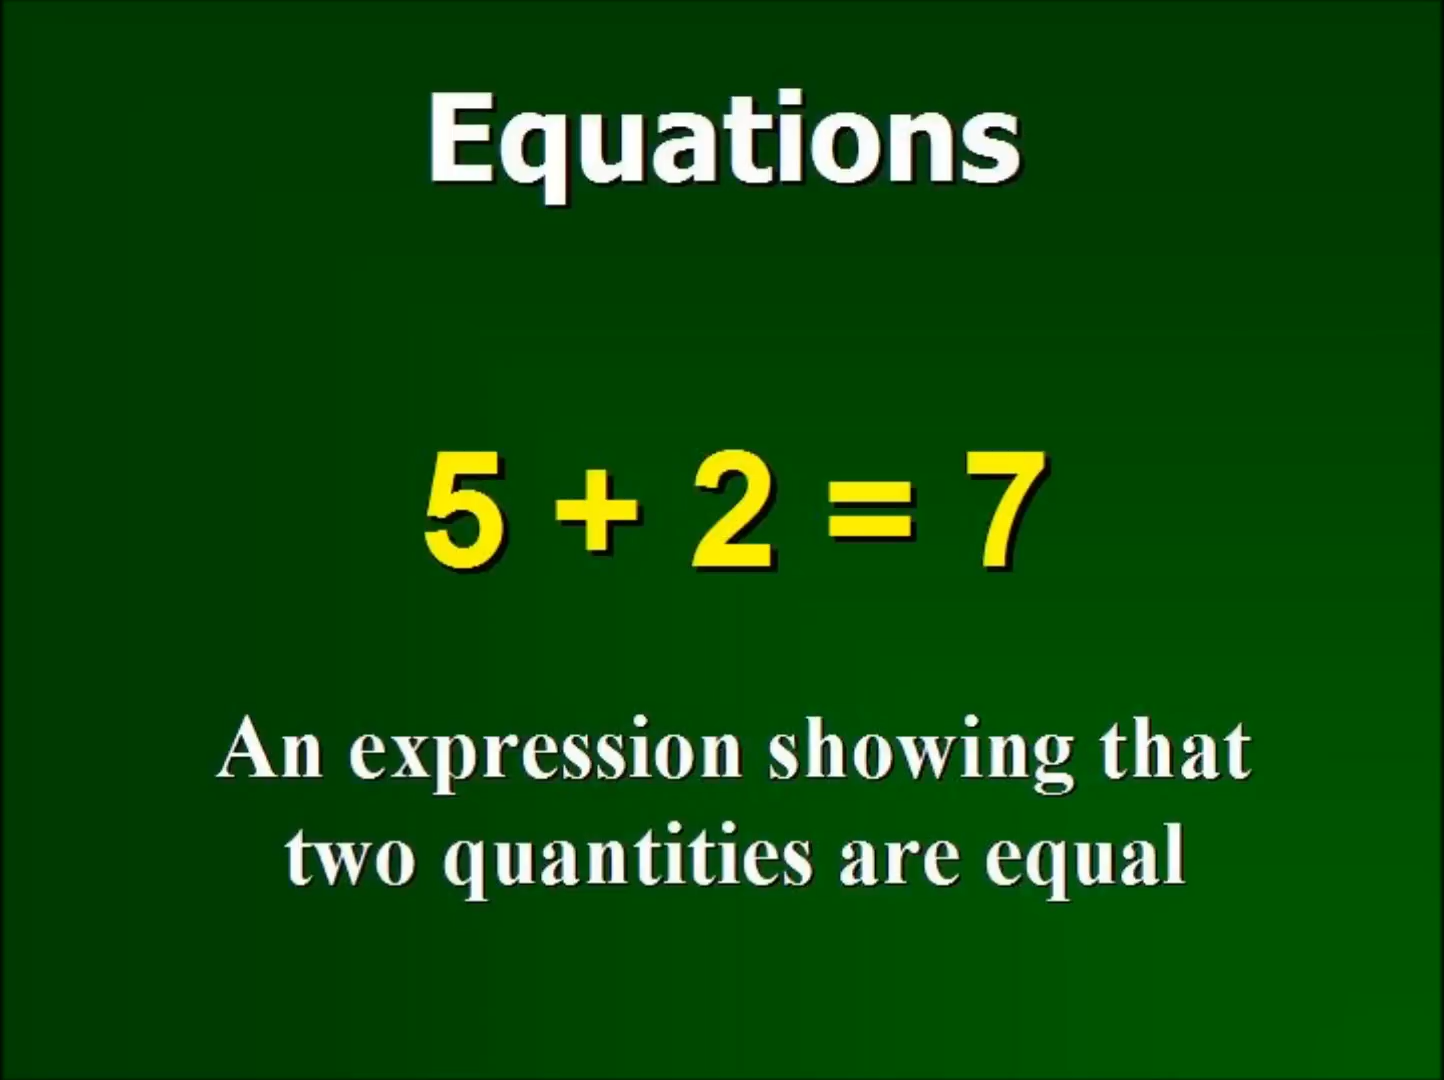 Equations
5 + 2 = 7
An expression showing that
two quantities are equal